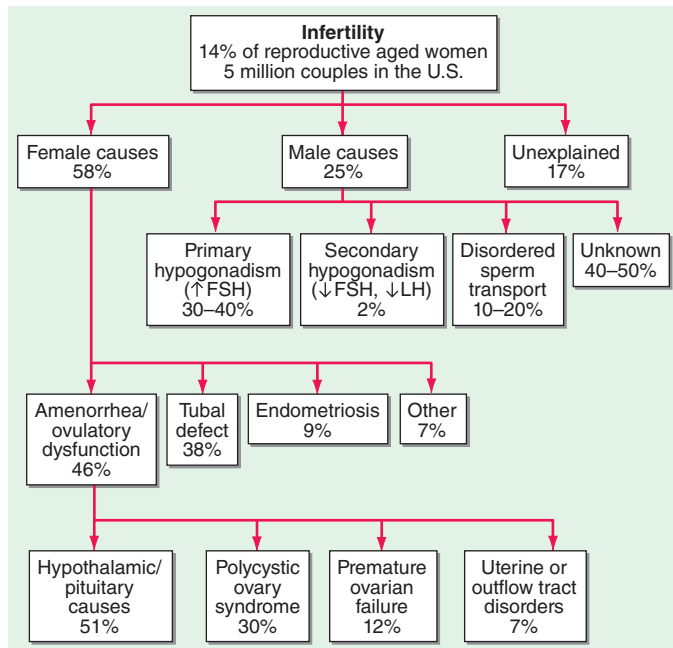 Infertility
14% of reproductive aged women
5 million couples in the U.S.
Female causes
58%
Male causes
25%
Unexplained
17%
Primary
hypogonadism
(↑FSH)
30–40%
Secondary
hypogonadism
(↓FSH, ↓LH)
2%
Disordered
sperm
transport
10–20%
Unknown
40–50%
Amenorrhea/
ovulatory
dysfunction
46%
Tubal
defect
38%
Endometriosis
9%
Other
7%
Hypothalamic/
pituitary
causes
51%
Polycystic
ovary
syndrome
30%
Premature
ovarian
failure
12%
Uterine or
outflow tract
disorders
7%